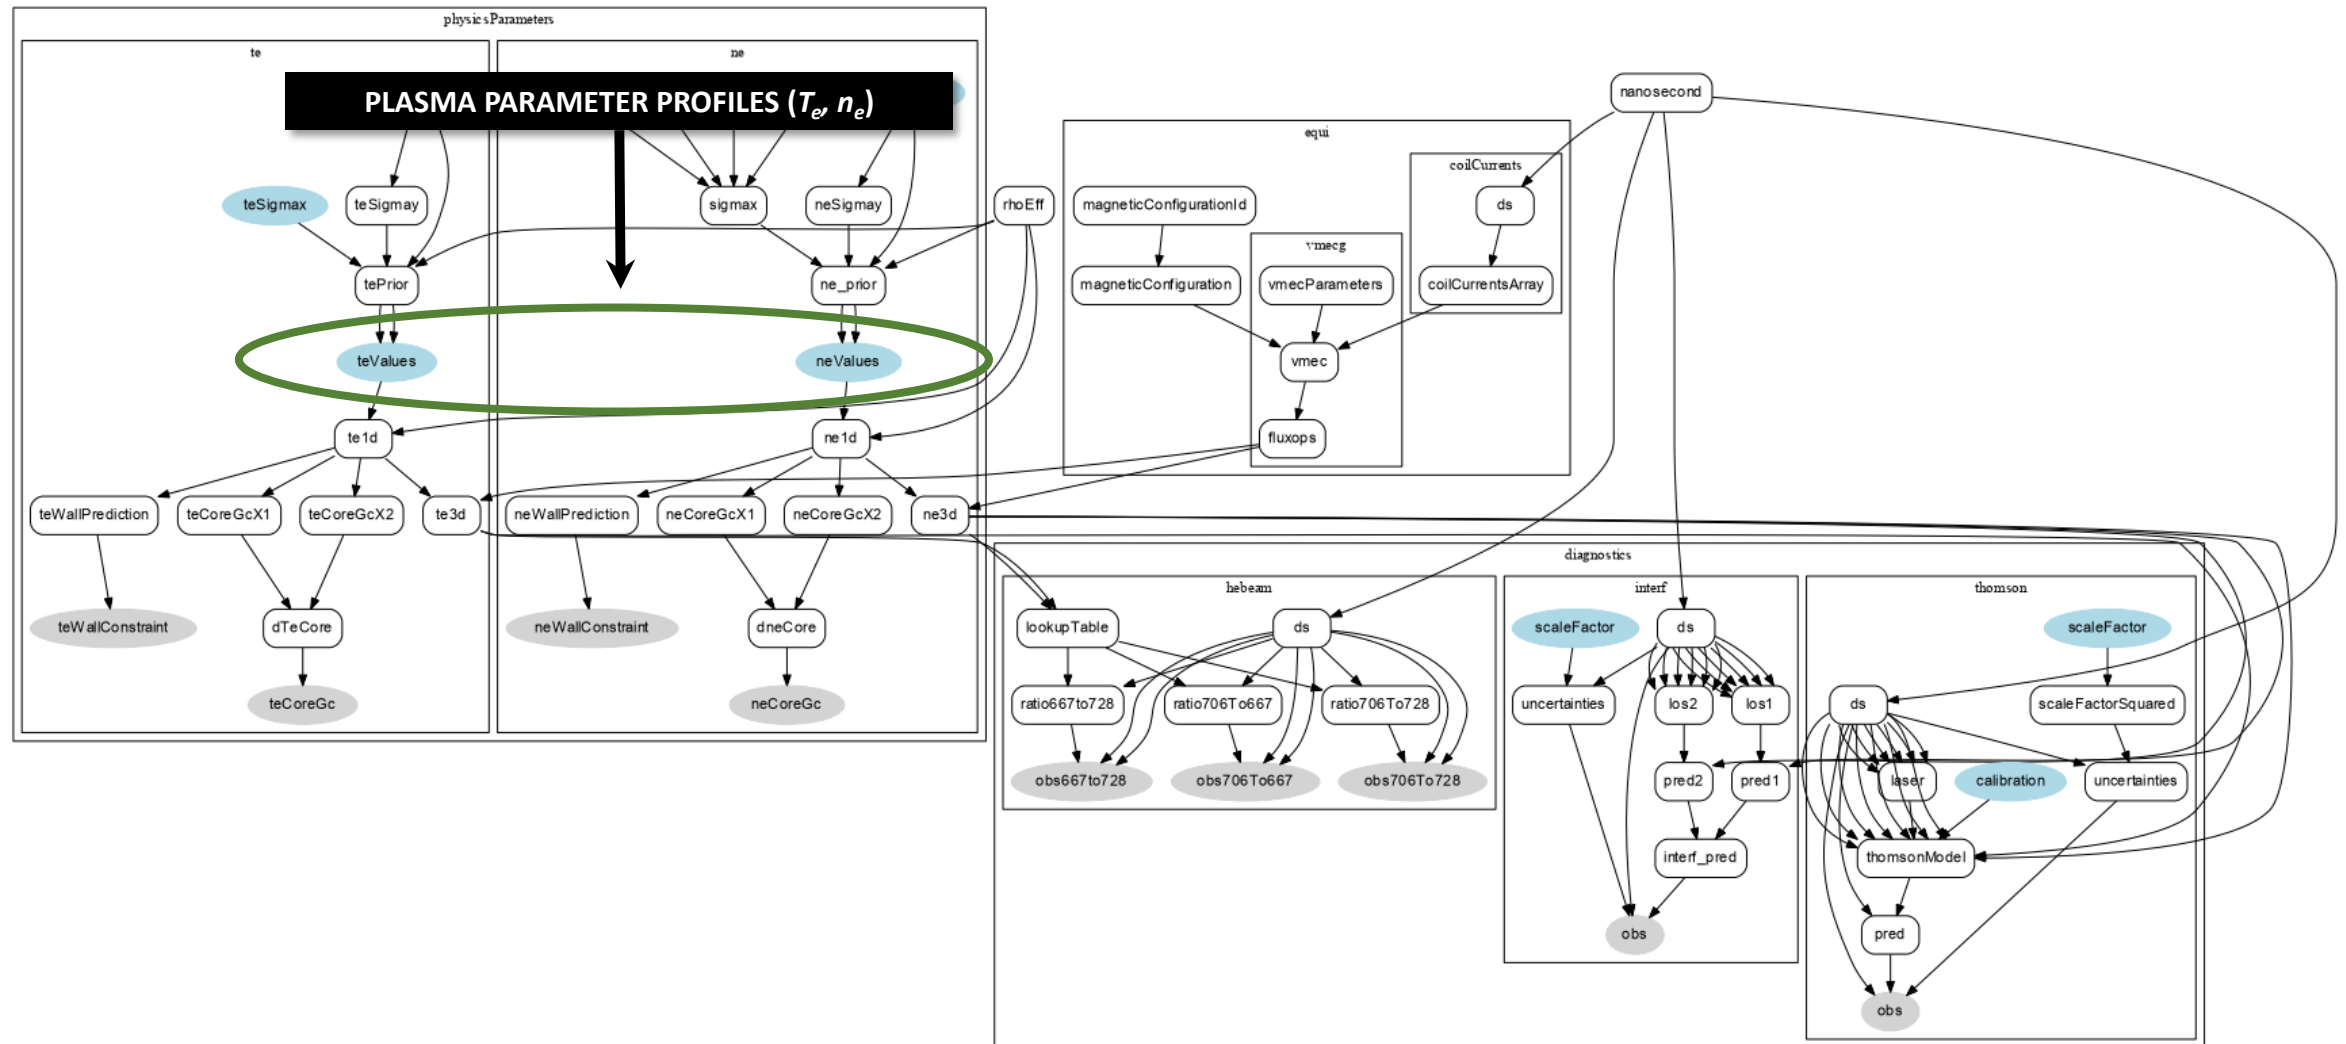 physicsParameters
te
ne
PLASMA PARAMETER PROFILES (Te, ne)
nanosecond
equi
coilCurrents
teSigmax
teSigmay
sigmax
neSigmay
rhoEff
magneticConfigurationId
ds
vmecg
tePrior
ne_prior
magneticConfiguration
vmecParameters
coilCurrentsArray
teValues
neValues
vmec
te1d
ne1d
fluxops
teWallPrediction
teCoreGcX1
teCoreGcX2
te3d
neWallPrediction
neCoreGcX1
neCoreGcX2
ne3d
diagnostics
hebeam
interf
thomson
teWallConstraint
dTeCore
neWallConstraint
dneCore
lookupTable
ds
scaleFactor
ds
scaleFactor
teCoreGc
neCoreGc
ratio667to728
ratio706To667
ratio706To728
uncertainties
los2
los1
ds
scaleFactorSquared
obs667to728
obs706To667
obs706To728
pred2
pred1
laser
calibration
uncertainties
interf_pred
thomsonModel
obs
pred
obs